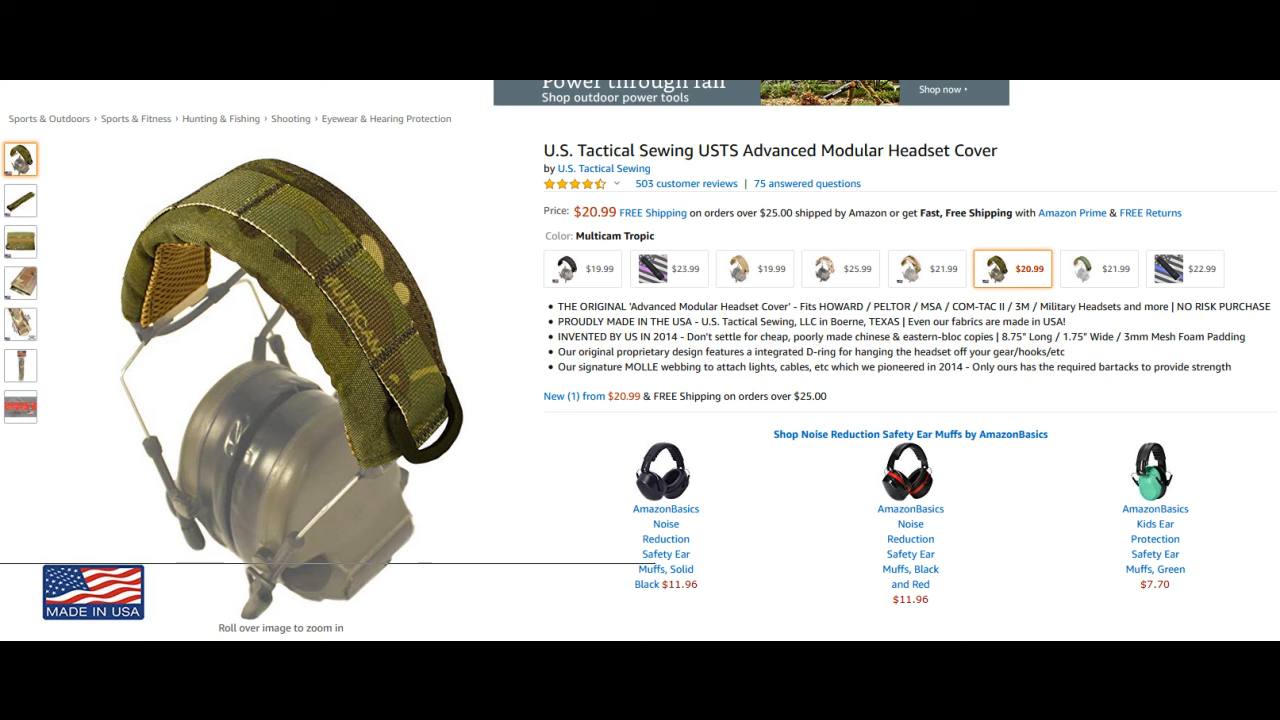 Power through fall
Shop outdoor power tools
Shop now ›
Sports & Outdoors › Sports & Fitness › Hunting & Fishing › Shooting › Eyewear & Hearing Protection
U.S. Tactical Sewing USTS Advanced Modular Headset Cover
by U.S. Tactical Sewing
503 customer reviews | 75 answered questions
Price: $20.99 FREE Shipping on orders over $25.00 shipped by Amazon or get Fast, Free Shipping with Amazon Prime & FREE Returns
Color: Multicam Tropic
$19.99 $23.99 $19.99 $25.99 $21.99 $20.99 $21.99 $22.99
• THE ORIGINAL 'Advanced Modular Headset Cover' - Fits HOWARD / PELTOR / MSA / COM-TAC II / 3M / Military Headsets and more | NO RISK PURCHASE
• PROUDLY MADE IN THE USA - U.S. Tactical Sewing, LLC in Boerne, TEXAS | Even our fabrics are made in USA!
• INVENTED BY US IN 2014 - Don't settle for cheap, poorly made chinese & eastern-bloc copies | 8.75" Long / 1.75" Wide / 3mm Mesh Foam Padding
• Our original proprietary design features a integrated D-ring for hanging the headset off your gear/hooks/etc
• Our signature MOLLE webbing to attach lights, cables, etc which we pioneered in 2014 - Only ours has the required bartacks to provide strength
New (1) from $20.99 & FREE Shipping on orders over $25.00
Shop Noise Reduction Safety Ear Muffs by AmazonBasics
AmazonBasics
Noise
Reduction
Safety Ear
Muffs, Solid
Black $11.96
AmazonBasics
Noise
Reduction
Safety Ear
Muffs, Black
and Red
$11.96
AmazonBasics
Kids Ear
Protection
Safety Ear
Muffs, Green
$7.70
MULTICAM
MADE IN USA
Roll over image to zoom in